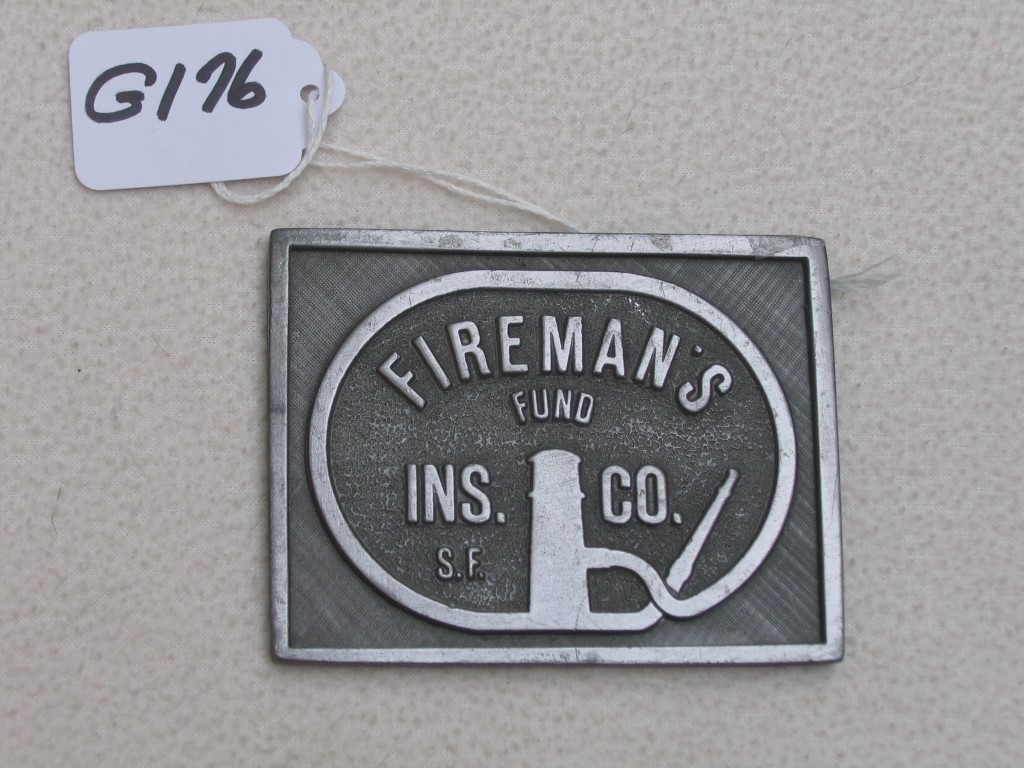 G176
FIREMAN'S
FUND
INS. CO.
S.F.